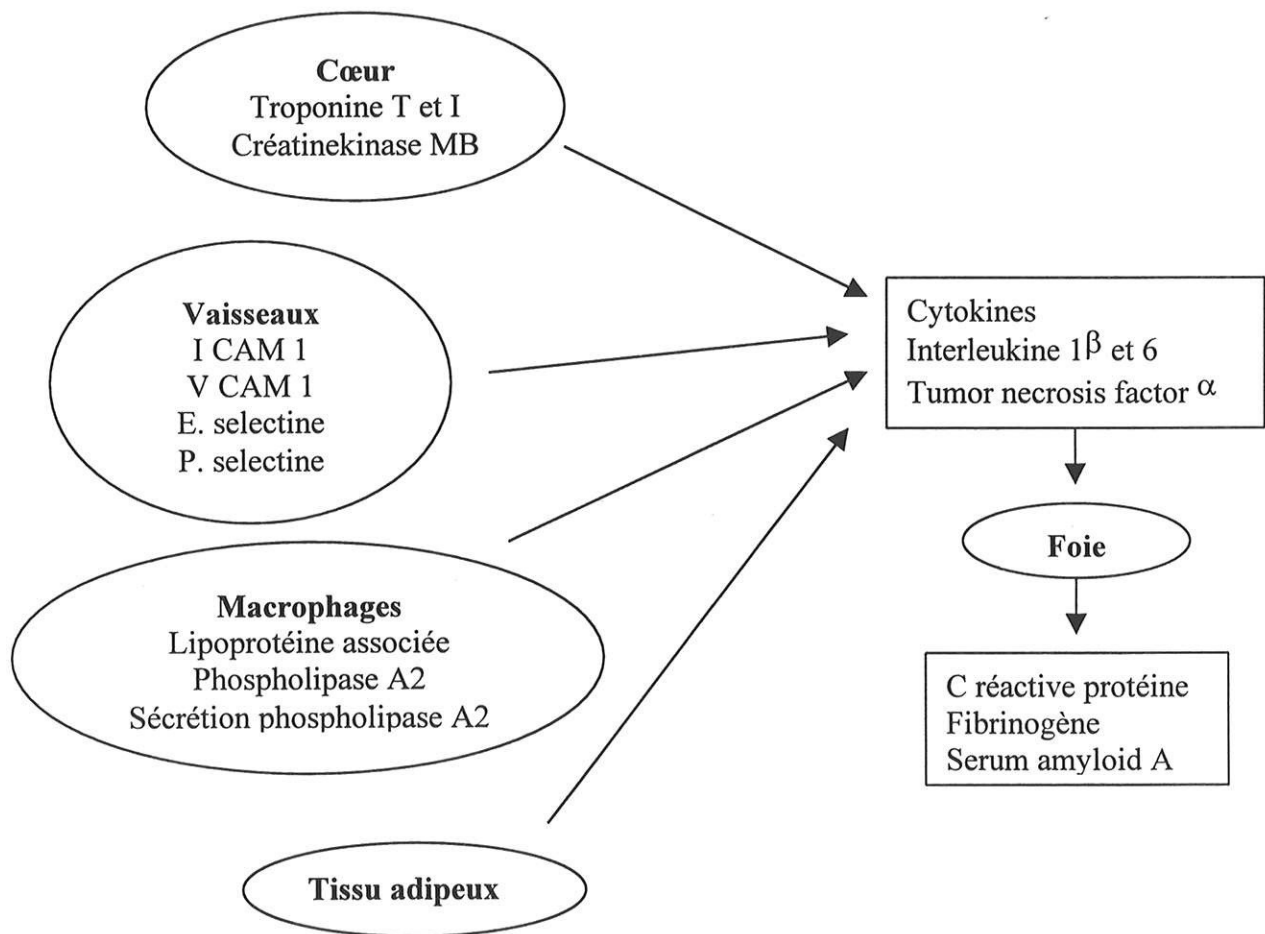 Cœur
Troponine T et I
Créatinekinase MB
Vaisseaux
I CAM 1
V CAM 1
E. selectine
P. selectine
Macrophages
Lipoprotéine associée
Phospholipase A2
Sécrétion phospholipase A2
Tissu adipeux
Cytokines
Interleukine 1β et 6
Tumor necrosis factor α
Foie
C réactive protéine
Fibrinogène
Serum amyloid A